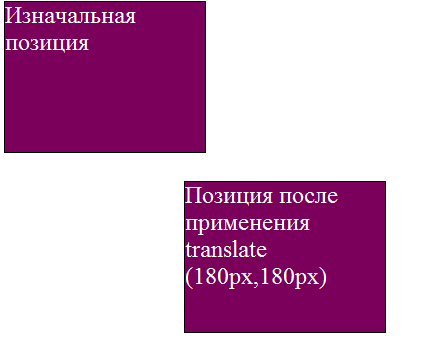 Изначальная
позиция
Позиция после
применения
translate
(180px,180px)